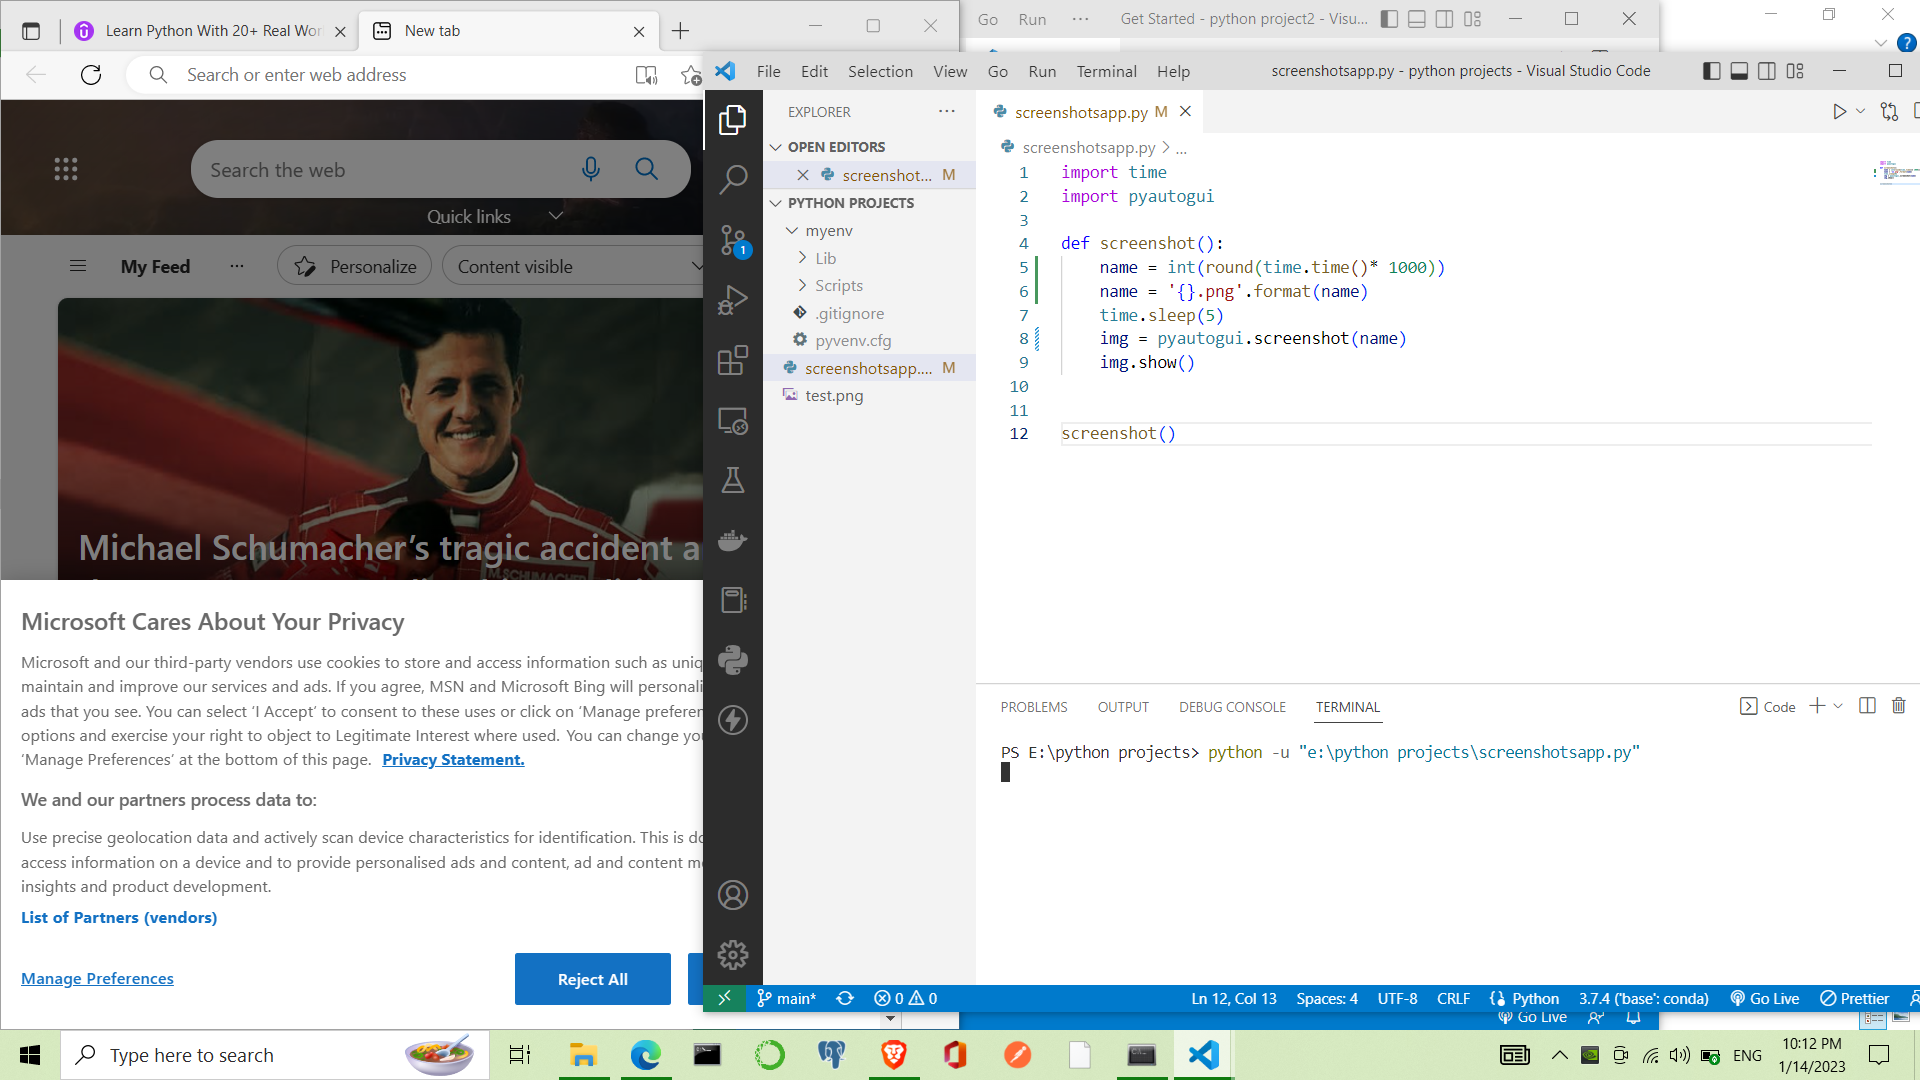 Learn Python With 20+ Real Wor
New tab
Search or enter web address
Search the web
Quick links
My Feed
Personalize
Content visible
Michael Schumacher's tragic accident a
M.SCHUMACHER
Microsoft Cares About Your Privacy
Microsoft and our third-party vendors use cookies to store and access information such as uniq
maintain and improve our services and ads. If you agree, MSN and Microsoft Bing will personali
ads that you see. You can select 'I Accept' to consent to these uses or click on 'Manage preferen
options and exercise your right to object to Legitimate Interest where used. You can change yo
'Manage Preferences' at the bottom of this page. Privacy Statement.
We and our partners process data to:
Use precise geolocation data and actively scan device characteristics for identification. This is do
access information on a device and to provide personalised ads and content, ad and content m
insights and product development.
List of Partners (vendors)
Manage Preferences
Reject All
Go Run ··· Get Started - python project2 - Visu...
File Edit Selection View Go Run Terminal Help
screenshotsapp.py - python projects - Visual Studio Code
EXPLORER
OPEN EDITORS
screenshot... M
PYTHON PROJECTS
myenv
Lib
Scripts
.gitignore
pyvenv.cfg
screenshotsapp.... M
test.png
1
screenshotsapp.py M
screenshotsapp.py > ...
1 import time
2 import pyautogui
3
4 def screenshot():
5 name = int(round(time.time()* 1000))
6 name = '{}.png'.format(name)
7 time.sleep(5)
8 img = pyautogui.screenshot(name)
9 img.show()
10
11
12 screenshot()
PROBLEMS OUTPUT DEBUG CONSOLE TERMINAL
Code
PS E:\python projects> python -u "e:\python projects\screenshotsapp.py"
main* 0 0 Ln 12, Col 13 Spaces: 4 UTF-8 CRLF Python 3.7.4 ('base': conda) Go Live Prettier
Go Live
Type here to search
ENG
10:12 PM
1/14/2023